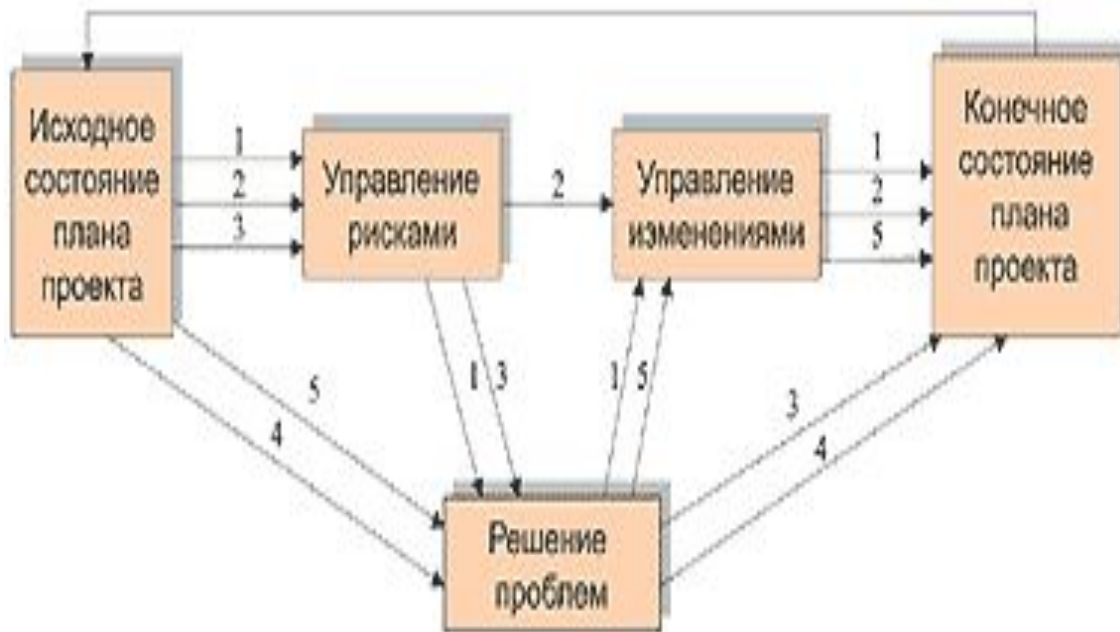 Исходное
состояние
плана
проекта
1
2
3
Управление
рисками
2
Управление
изменениями
1
2
5
Конечное
состояние
плана
проекта
5
4
1
3
1
5
3
4
Решение
проблем